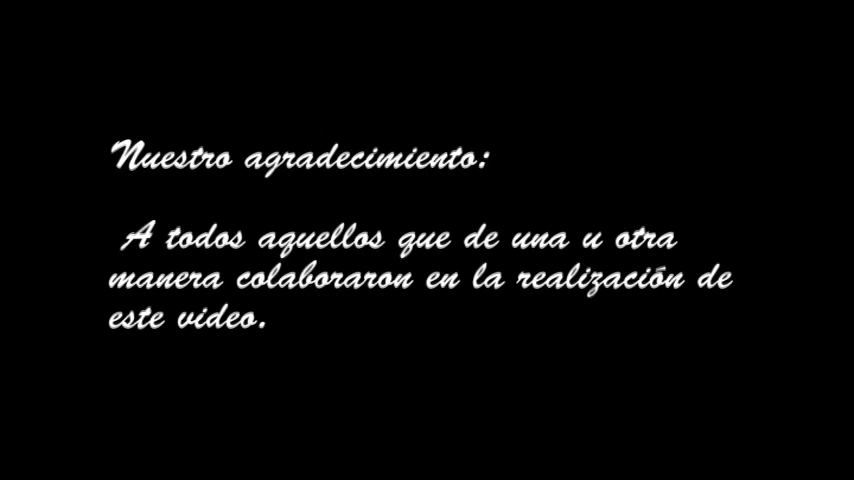 Nuestro agradecimiento:
A todos aquellos que de una u otra
manera colaboraron en la realización de
este video.